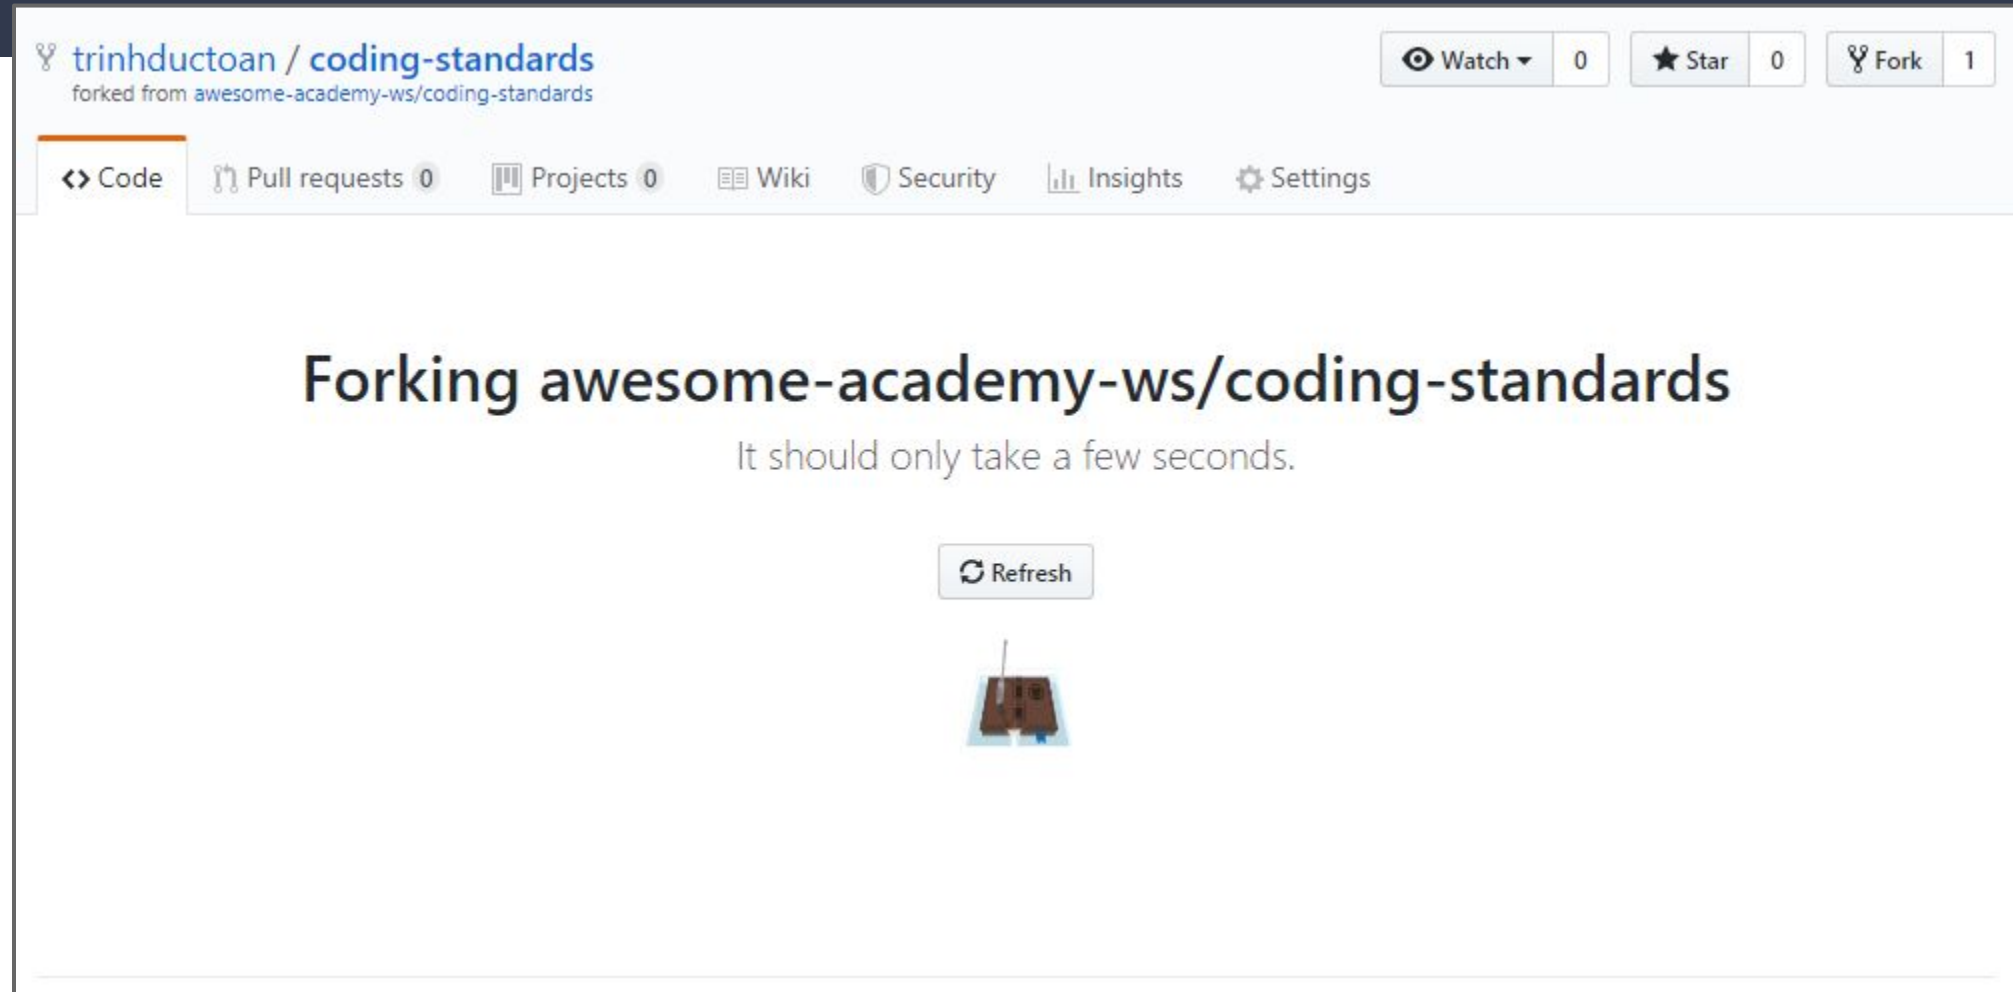 trinhductoan / coding-standards
forked from awesome-academy-ws/coding-standards
Watch 0 Star 0 Fork 1
Code Pull requests 0 Projects 0 Wiki Security Insights Settings
Forking awesome-academy-ws/coding-standards
It should only take a few seconds.
Refresh